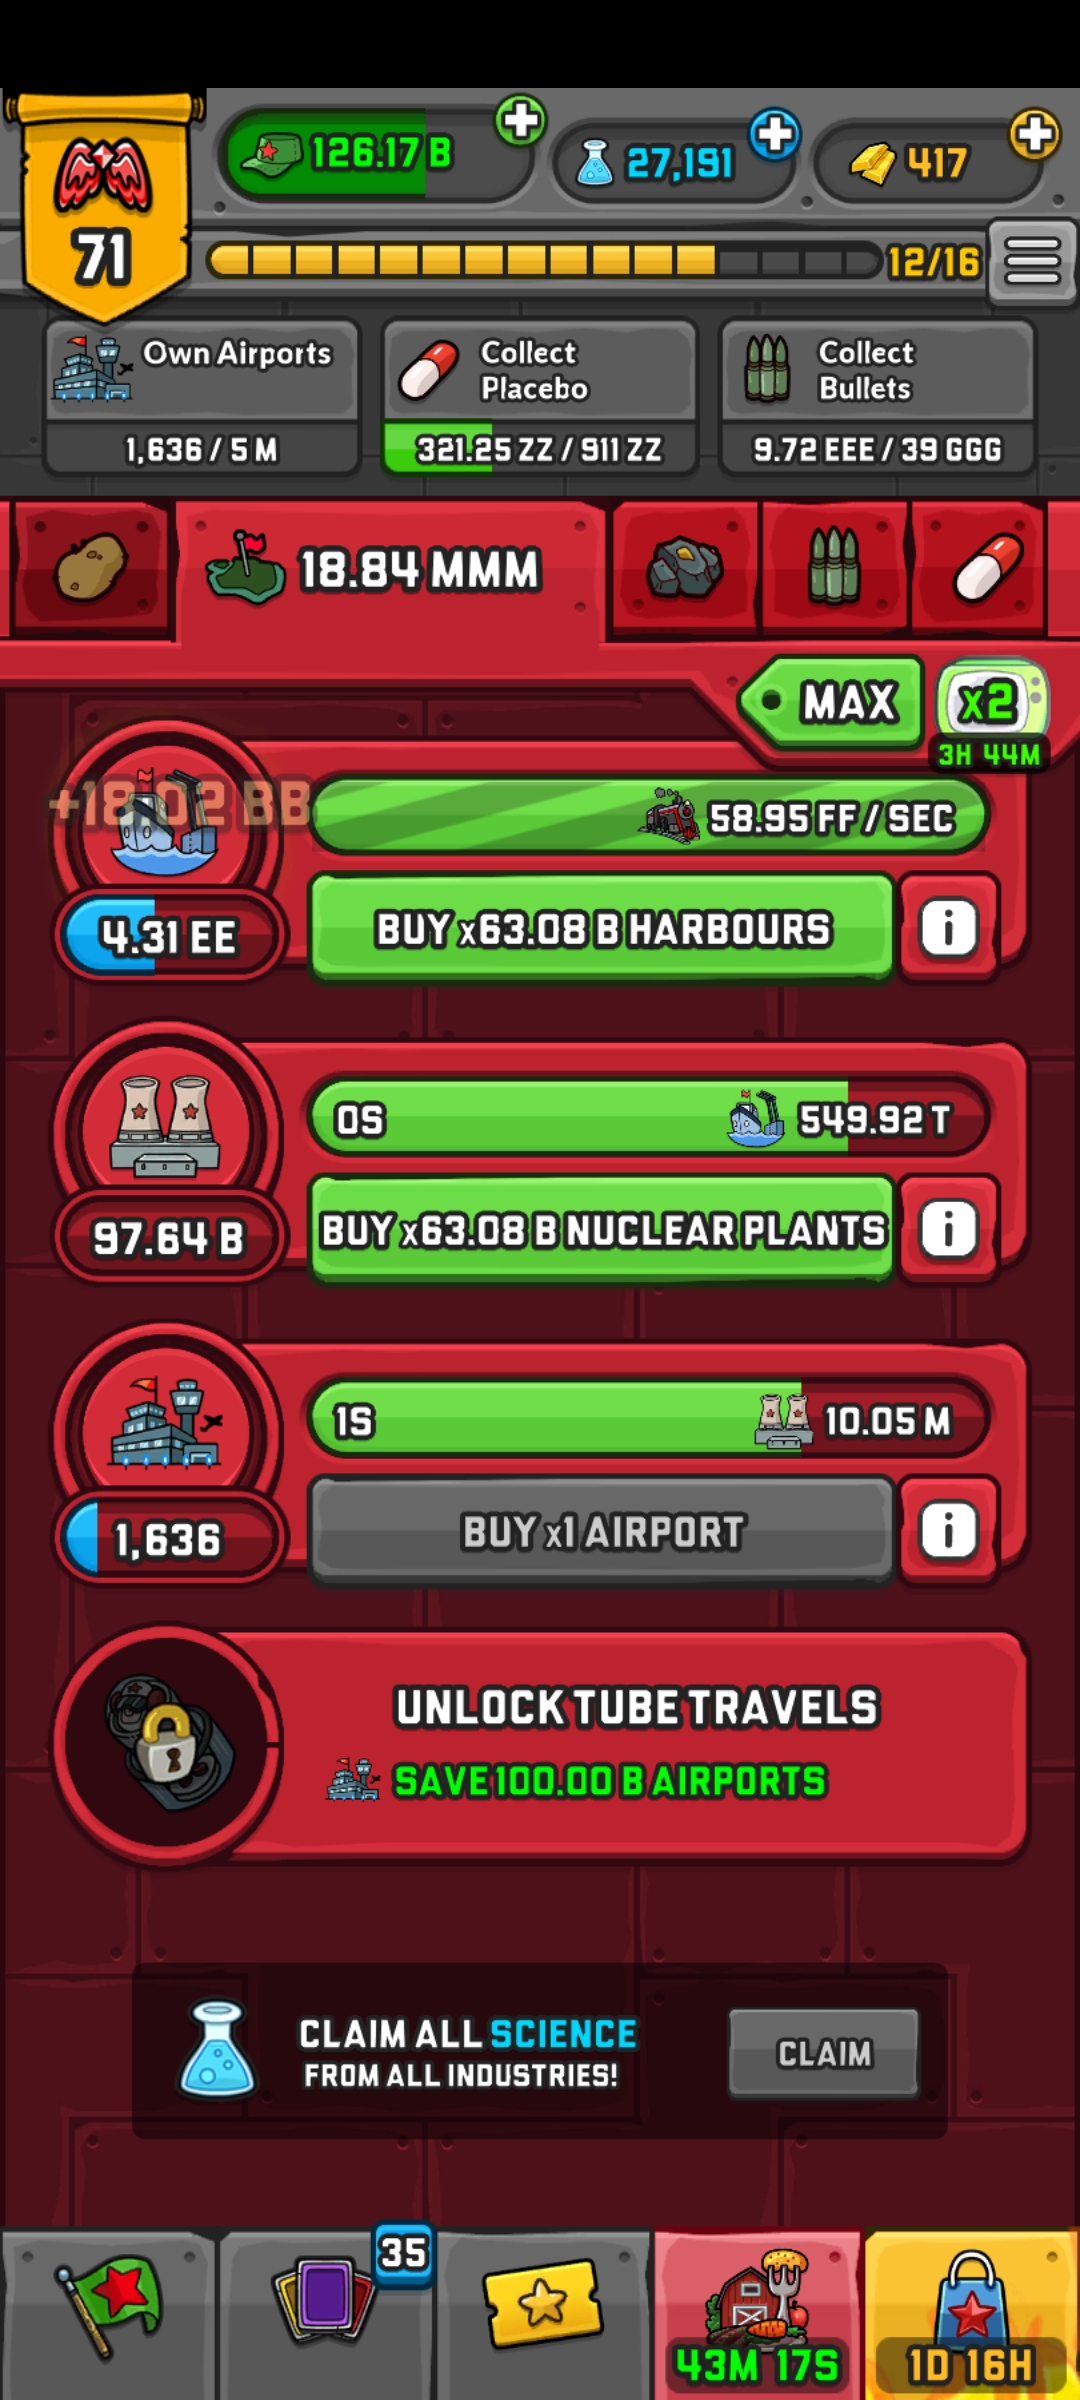 126.17 B
27,191
417
71
12/16
Own Airports
1,636 / 5 M
Collect
Placebo
321.25 ZZ / 911 ZZ
Collect
Bullets
9.72 EEE / 39 GGG
18.84 MMM
MAX
x2
3H 44M
+18.02 BB
58.95 FF / SEC
4.31 EE
BUY x63.08 B HARBOURS
i
0S
549.92 T
97.64 B
BUY x63.08 B NUCLEAR PLANTS
i
1S
10.05 M
1,636
BUY x1 AIRPORT
i
UNLOCK TUBE TRAVELS
SAVE 100.00 B AIRPORTS
CLAIM ALL SCIENCE
FROM ALL INDUSTRIES!
CLAIM
35
43M 17S
1D 16H